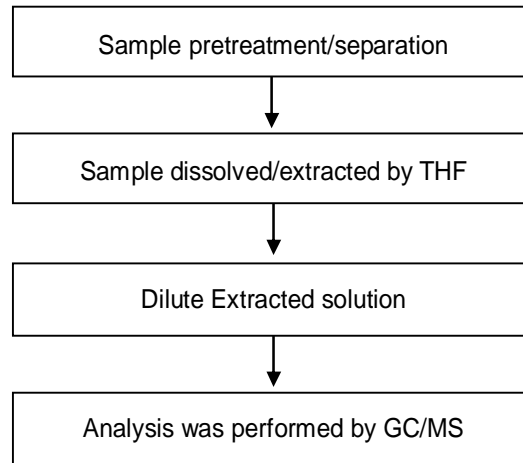 Sample pretreatment/separation
Sample dissolved/extracted by THF
Dilute Extracted solution
Analysis was performed by GC/MS